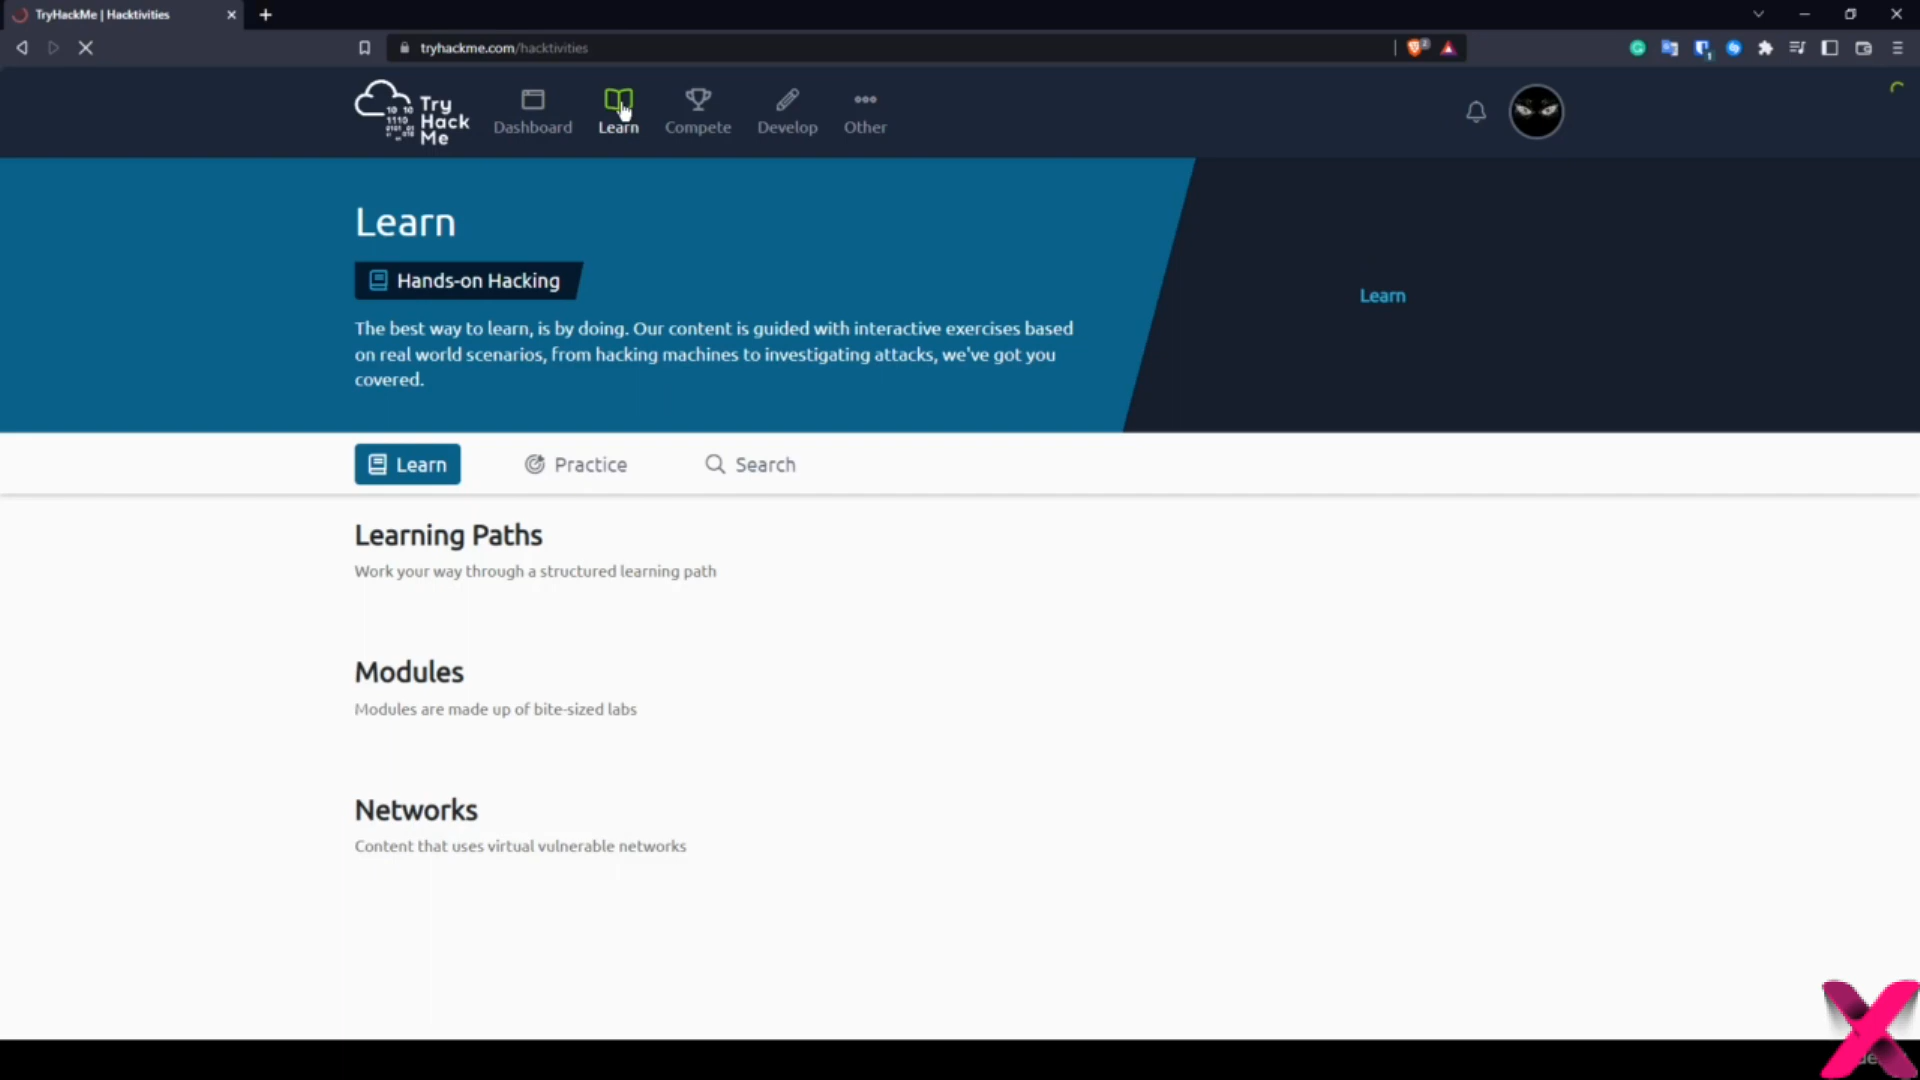 TryHackMe | Hacktivities
tryhackme.com/hacktivities
Try
Hack
Me
Dashboard
Learn
Compete
Develop
Other
Learn
Hands-on Hacking
The best way to learn, is by doing. Our content is guided with interactive exercises based
on real world scenarios, from hacking machines to investigating attacks, we've got you
covered.
Learn
Learn
Practice
Search
Learning Paths
Work your way through a structured learning path
Modules
Modules are made up of bite-sized labs
Networks
Content that uses virtual vulnerable networks